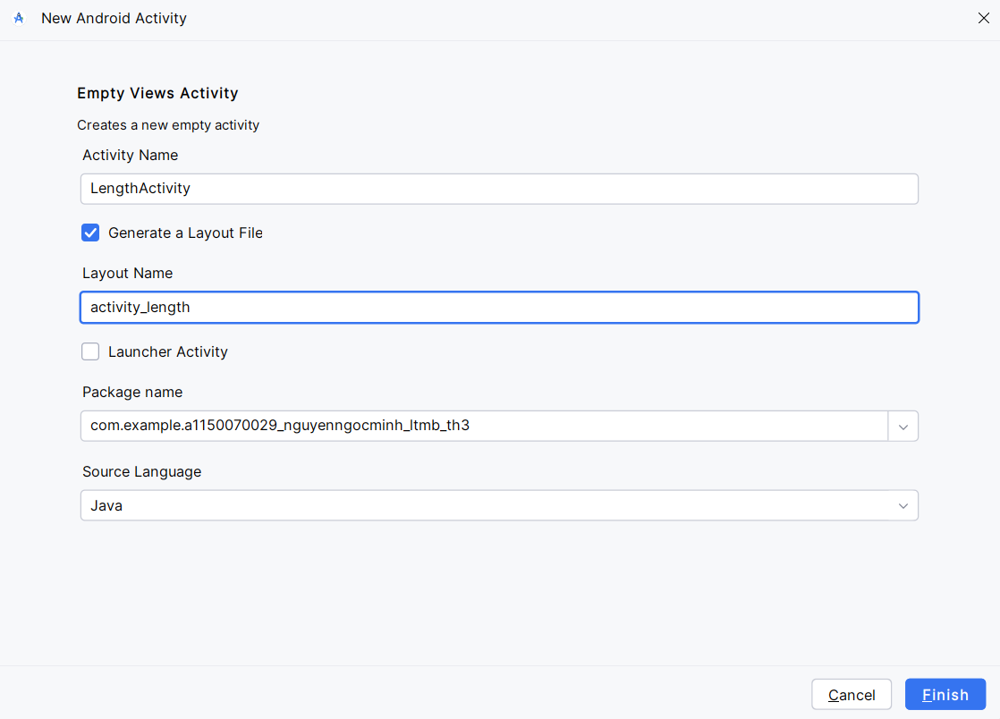 New Android Activity
Empty Views Activity
Creates a new empty activity
Activity Name
LengthActivity
Generate a Layout File
Layout Name
activity_length
Launcher Activity
Package name
com.example.a1150070029_nguyenngocminh_ltmb_th3
Source Language
Java
Cancel
Finish